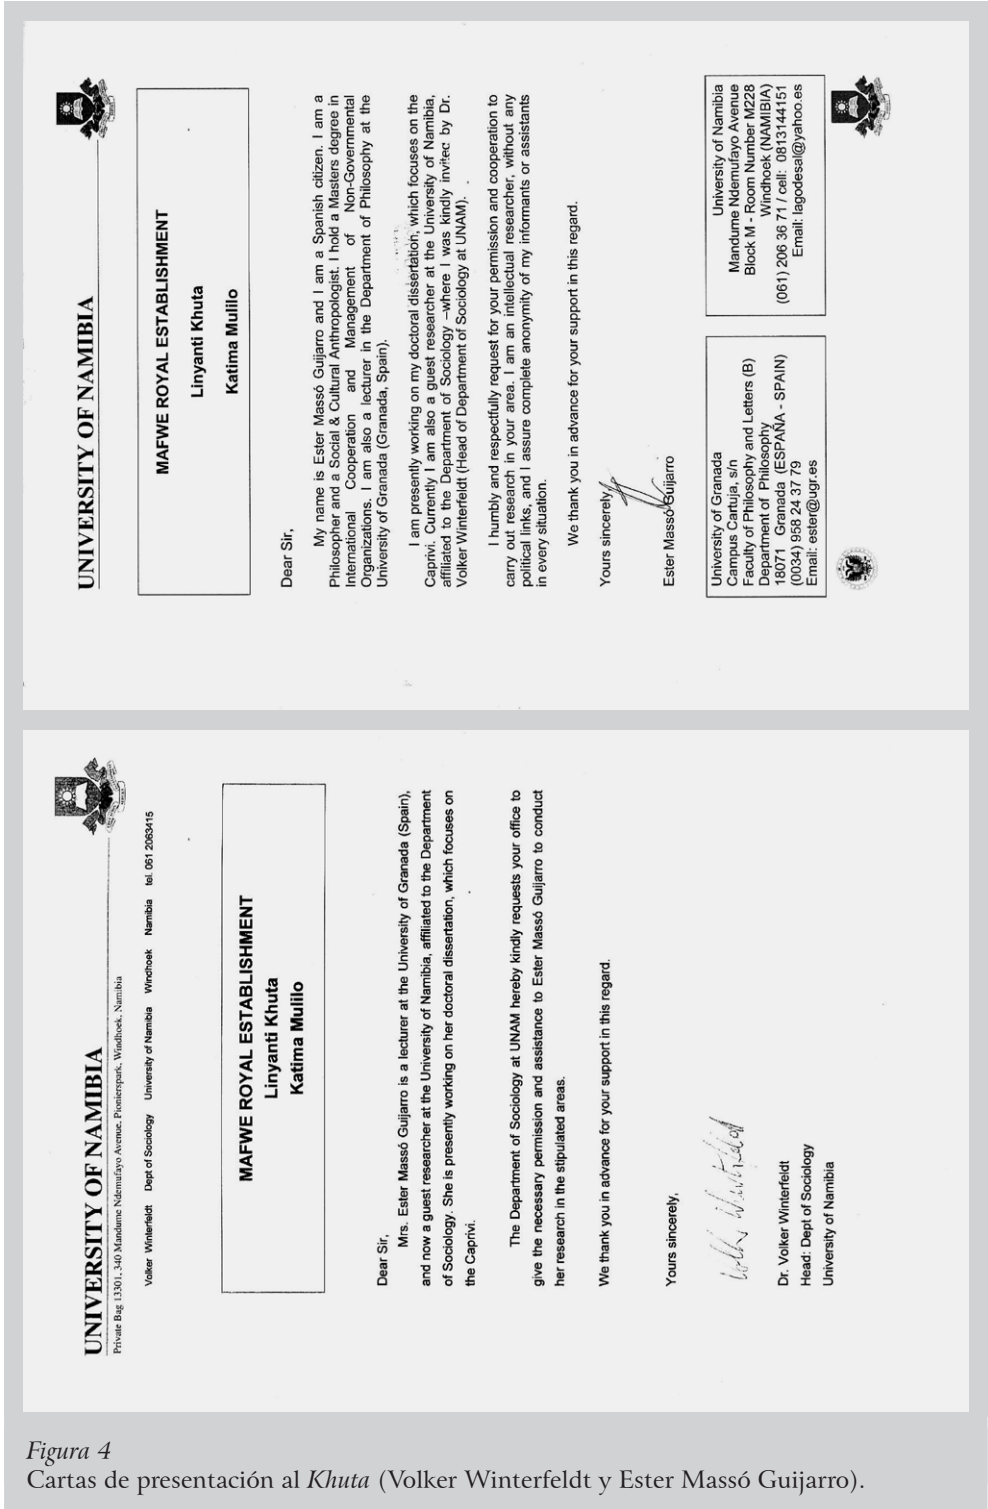 UNIVERSITY OF NAMIBIA
MAFWE ROYAL ESTABLISHMENT
Linyanti Khuta
Katima Mulilo
Dear Sir,
My name is Ester Massó Guijarro and I am a Spanish citizen. I am a
Philosopher and a Social & Cultural Anthropologist. I hold a Masters degree in
International Cooperation and Management of Non-Governmental
Organizations. I am also a lecturer in the Department of Philosophy at the
University of Granada (Granada, Spain).
I am presently working on my doctoral dissertation, which focuses on the
Caprivi. Currently I am also a guest researcher at the University of Namibia,
affiliated to the Department of Sociology –where I was kindly invited by Dr.
Volker Winterfeldt (Head of Department of Sociology at UNAM).
I humbly and respectfully request for your permission and cooperation to
carry out research in your area. I am an intellectual researcher, without any
political links, and I assure complete anonymity of my informants or assistants
in every situation.
We thank you in advance for your support in this regard.
Yours sincerely,
Ester Massó Guijarro
University of Granada
Campus Cartuja, s/n
Faculty of Philosophy and Letters (B)
Department of Philosophy
18071 Granada (ESPAÑA - SPAIN)
(0034) 958 24 37 79
Email: ester@ugr.es
University of Namibia
Mandume Ndemufayo Avenue
Block M - Room Number M228
Windhoek (NAMIBIA)
(061) 206 36 71 / cell: 0813144151
Email: lagodesal@yahoo.es
UNIVERSITY OF NAMIBIA
Private Bag 13301, 340 Mandume Ndemufayo Avenue, Pionierspark, Windhoek, Namibia
Volker Winterfeldt Dept of Sociology University of Namibia Windhoek Namibia tel. 061 2063415
MAFWE ROYAL ESTABLISHMENT
Linyanti Khuta
Katima Mulilo
Dear Sir,
Mrs. Ester Massó Guijarro is a lecturer at the University of Granada (Spain),
and now a guest researcher at the University of Namibia, affiliated to the Department
of Sociology. She is presently working on her doctoral dissertation, which focuses on
the Caprivi.
The Department of Sociology at UNAM hereby kindly requests your office to
give the necessary permission and assistance to Ester Massó Guijarro to conduct
her research in the stipulated areas.
We thank you in advance for your support in this regard.
Yours sincerely,
Volker Winterfeldt
Dr. Volker Winterfeldt
Head: Dept of Sociology
University of Namibia
Figura 4
Cartas de presentación al Khuta (Volker Winterfeldt y Ester Massó Guijarro).